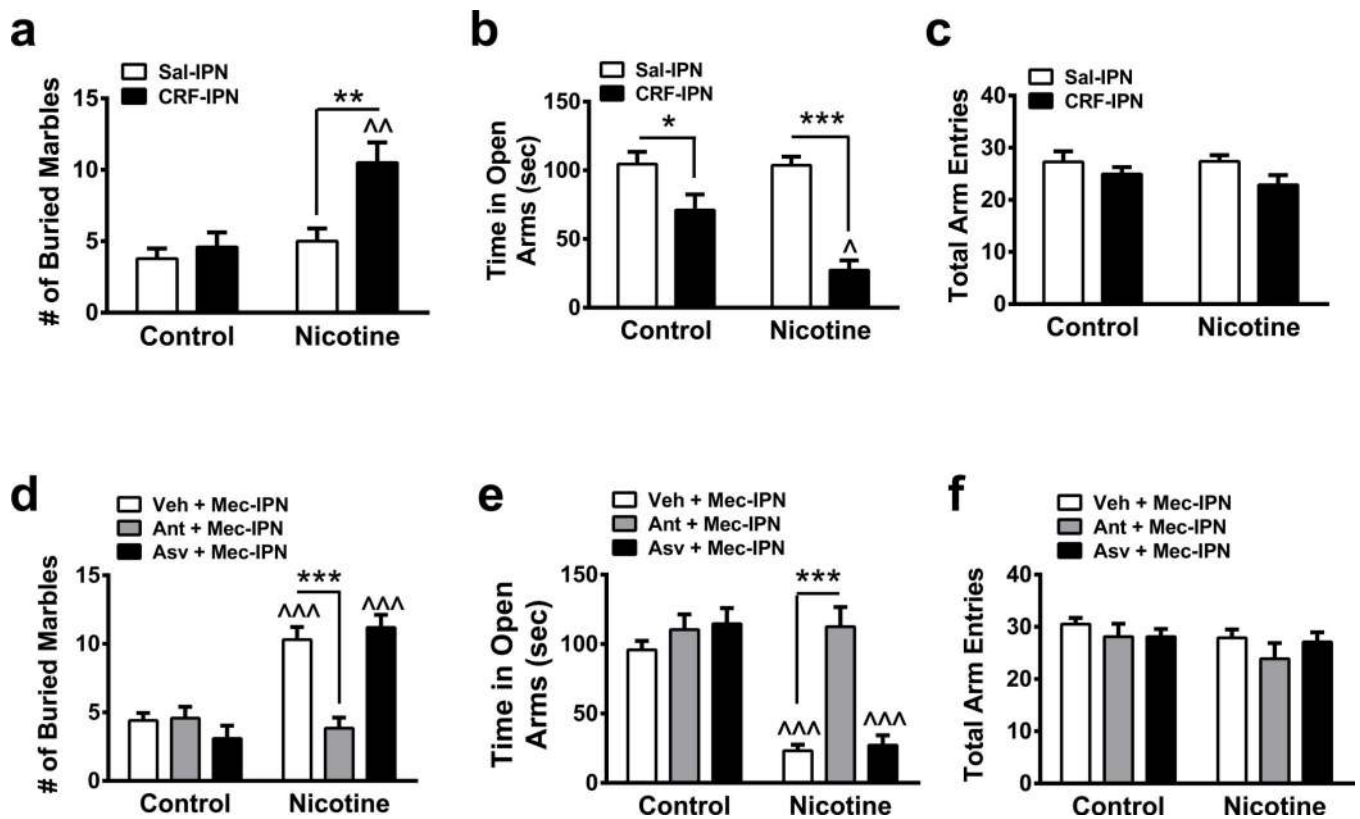 a
Sal-IPN
CRF-IPN
# of Buried Marbles
15
10
5
0
**
^^
Control
Nicotine
b
Sal-IPN
CRF-IPN
Time in Open
Arms (sec)
150
100
50
0
*
***
^
Control
Nicotine
c
Sal-IPN
CRF-IPN
Total Arm Entries
40
30
20
10
0
Control
Nicotine
d
Veh + Mec-IPN
Ant + Mec-IPN
Asv + Mec-IPN
# of Buried Marbles
15
10
5
0
***
^^^
^^^
Control
Nicotine
e
Veh + Mec-IPN
Ant + Mec-IPN
Asv + Mec-IPN
Time in Open
Arms (sec)
150
100
50
0
***
^^^
^^^
Control
Nicotine
f
Veh + Mec-IPN
Ant + Mec-IPN
Asv + Mec-IPN
Total Arm Entries
40
30
20
10
0
Control
Nicotine